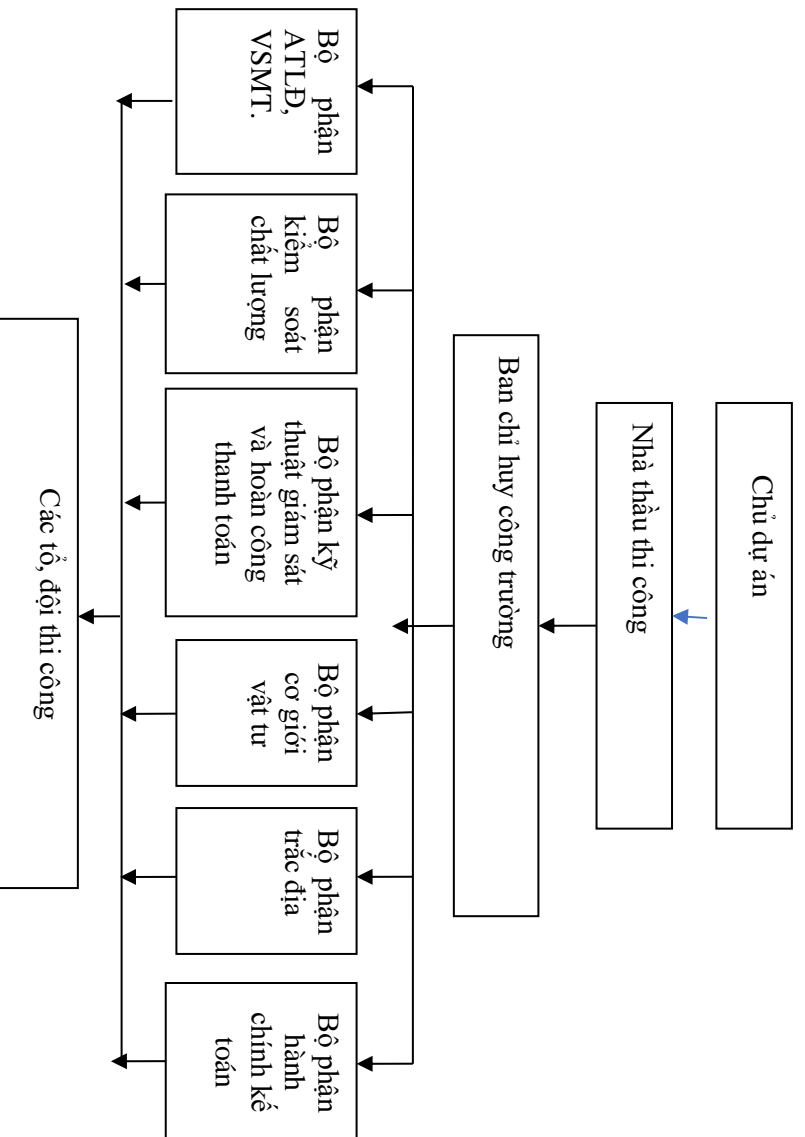 Chủ dự án
Nhà thầu thi công
Ban chỉ huy công trường
Bộ phận
ATLĐ,
VSMT.
Bộ phận
kiểm soát
chất lượng
Bộ phận kỹ
thuật giám sát
và hoàn công
thanh toán
Bộ phận
cơ giới
vật tư
Bộ phận
trắc địa
Bộ phận
hành
chính kế
toán
Các tổ, đội thi công